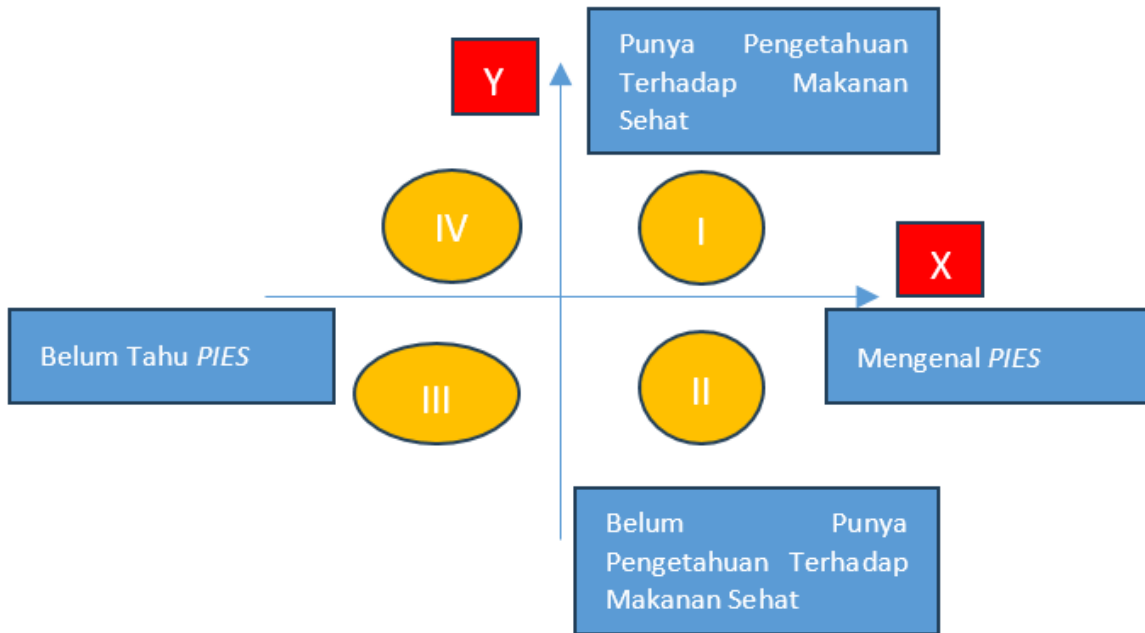 Y
Punya Pengetahuan
Terhadap Makanan
Sehat
IV
I
X
Belum Tahu PIES
Mengenal PIES
III
II
Belum Punya
Pengetahuan Terhadap
Makanan Sehat